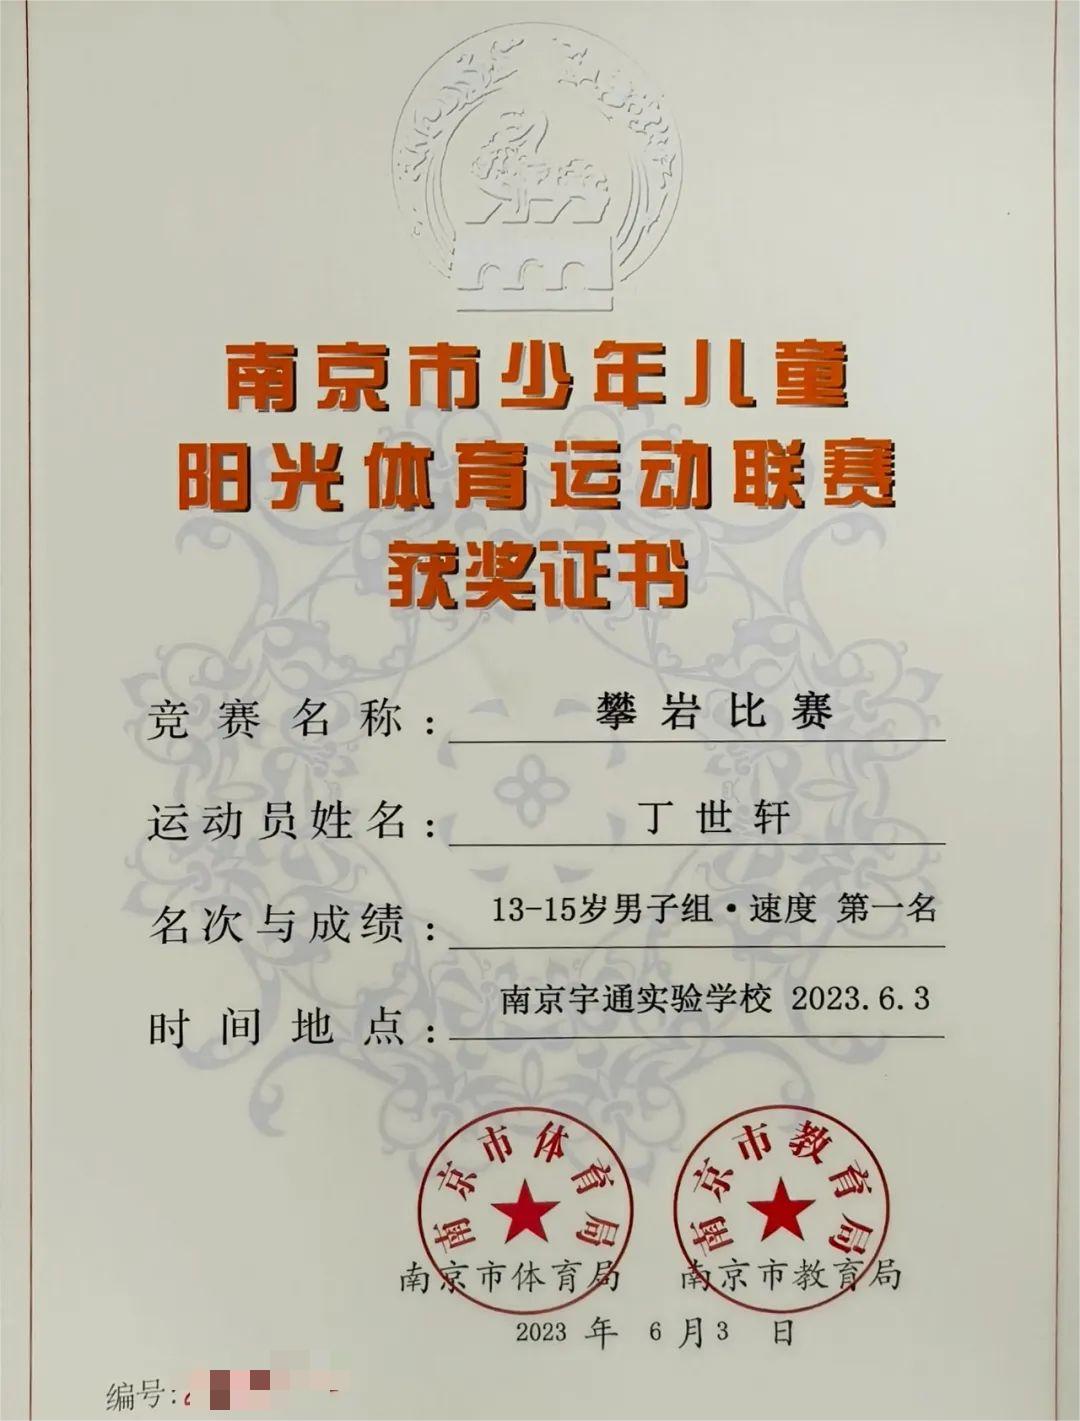 南京市少年儿童
阳光体育运动联赛
获奖证书
竞赛名称：攀岩比赛
运动员姓名：丁世轩
名次与成绩：13-15岁男子组·速度 第一名
时间地点：南京宇通实验学校 2023.6.3
南京市体育局 南京市教育局
南京市体育局 南京市教育局
2023 年 6 月 3 日
编号：